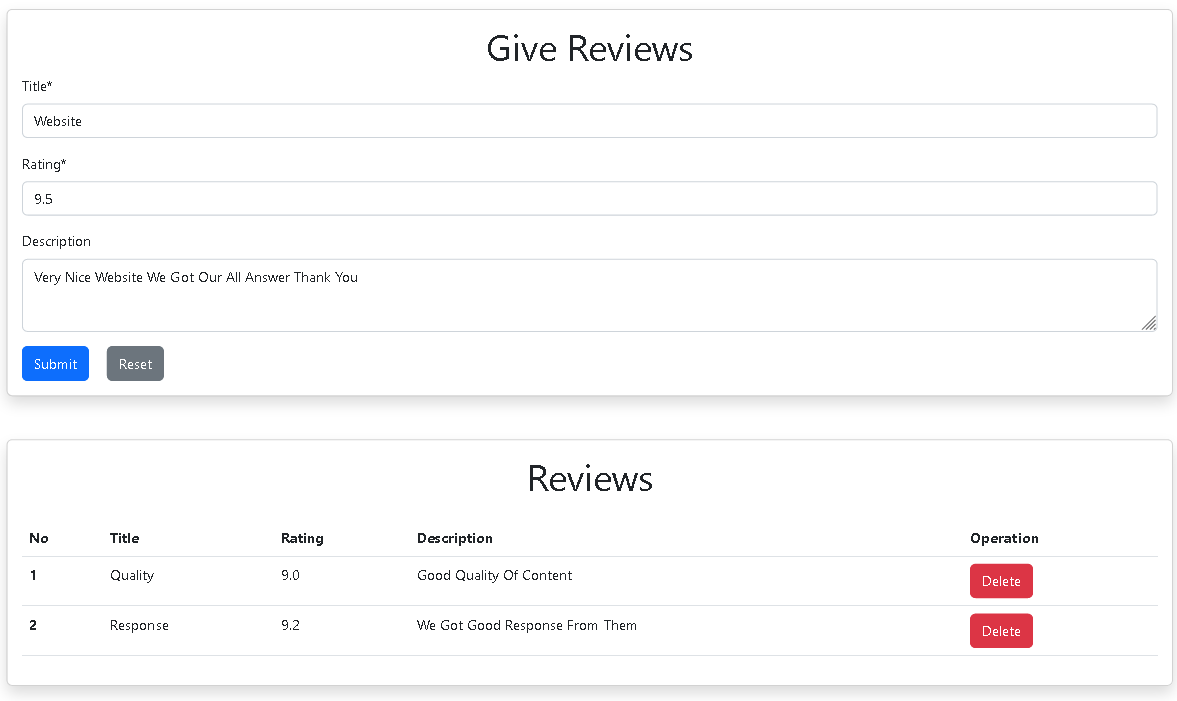 Give Reviews
Title*
Website
Rating*
9.5
Description
Very Nice Website We Got Our All Answer Thank You
Submit Reset
Reviews
No Title Rating Description Operation
1 Quality 9.0 Good Quality Of Content Delete
2 Response 9.2 We Got Good Response From Them Delete